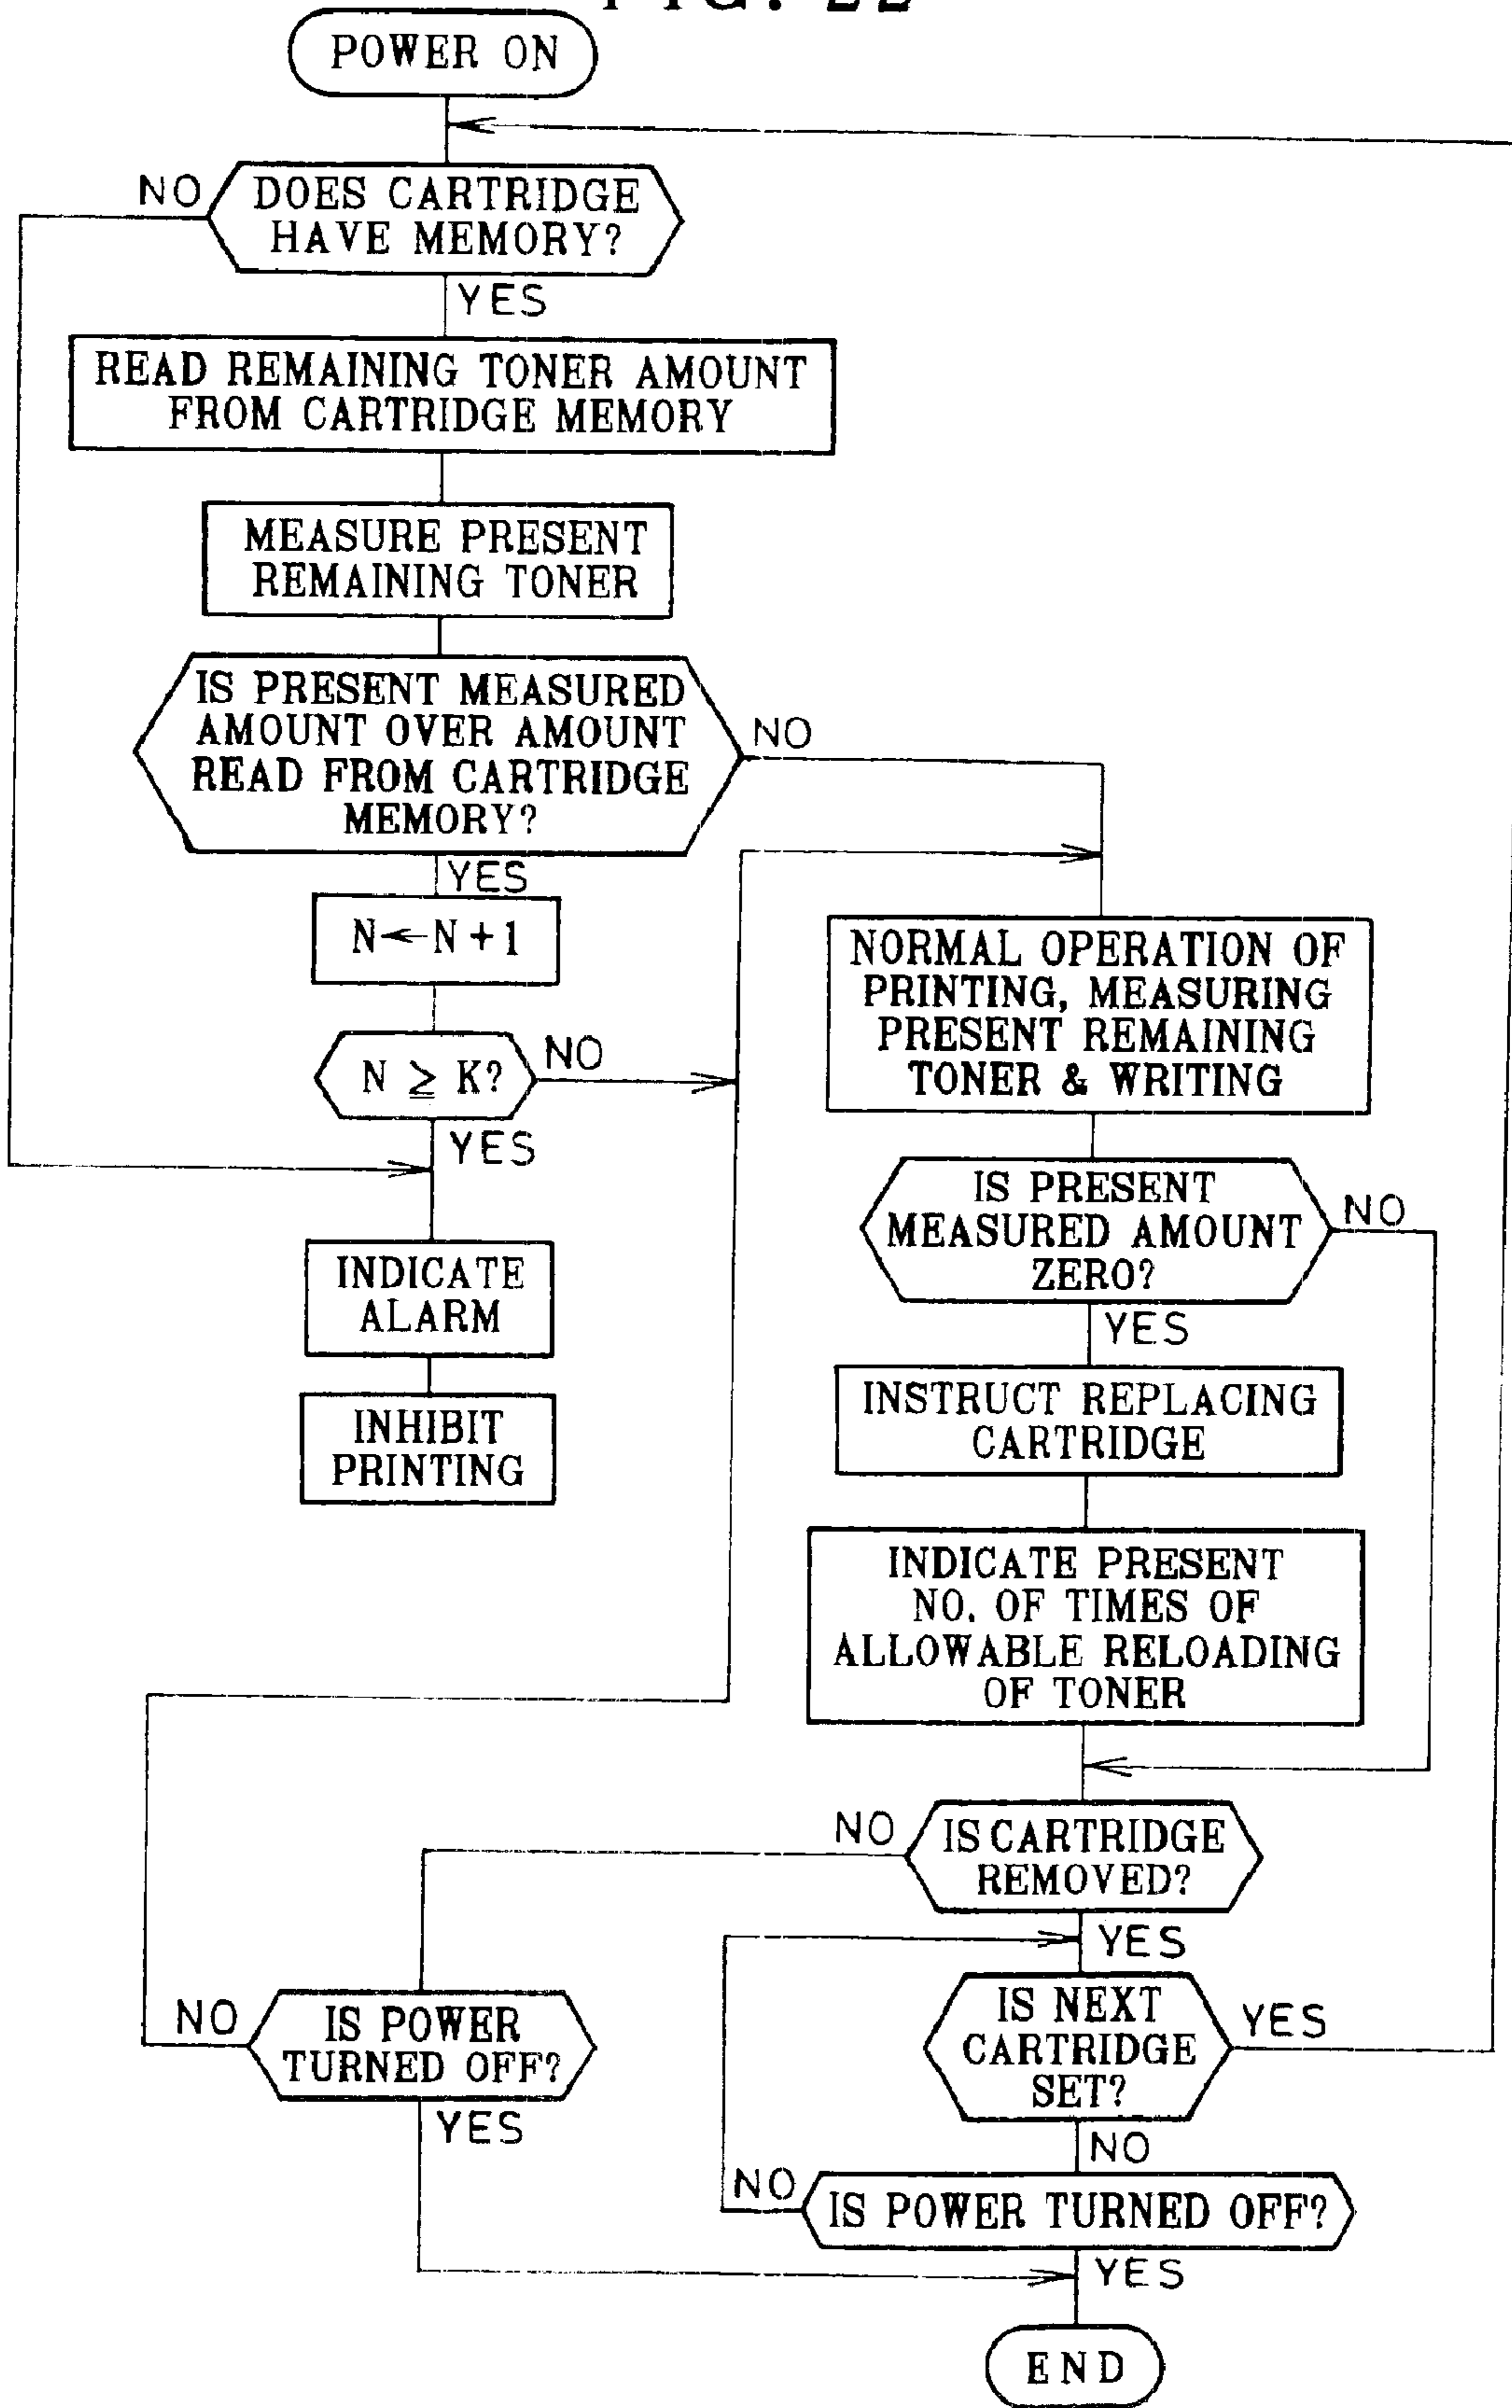 POWER ON
NO
DOES CARTRIDGE
HAVE MEMORY?
YES
READ REMAINING TONER AMOUNT
FROM CARTRIDGE MEMORY
MEASURE PRESENT
REMAINING TONER
IS PRESENT MEASURED
AMOUNT OVER AMOUNT
READ FROM CARTRIDGE
MEMORY?
NO
YES
N←N+1
N ≧ K?
NO
YES
INDICATE
ALARM
INHIBIT
PRINTING
NORMAL OPERATION OF
PRINTING, MEASURING
PRESENT REMAINING
TONER & WRITING
IS PRESENT
MEASURED AMOUNT
ZERO?
NO
YES
INSTRUCT REPLACING
CARTRIDGE
INDICATE PRESENT
NO. OF TIMES OF
ALLOWABLE RELOADING
OF TONER
NO
IS CARTRIDGE
REMOVED?
YES
NO
IS POWER
TURNED OFF?
YES
IS NEXT
CARTRIDGE
SET?
YES
NO
NO
IS POWER TURNED OFF?
YES
END